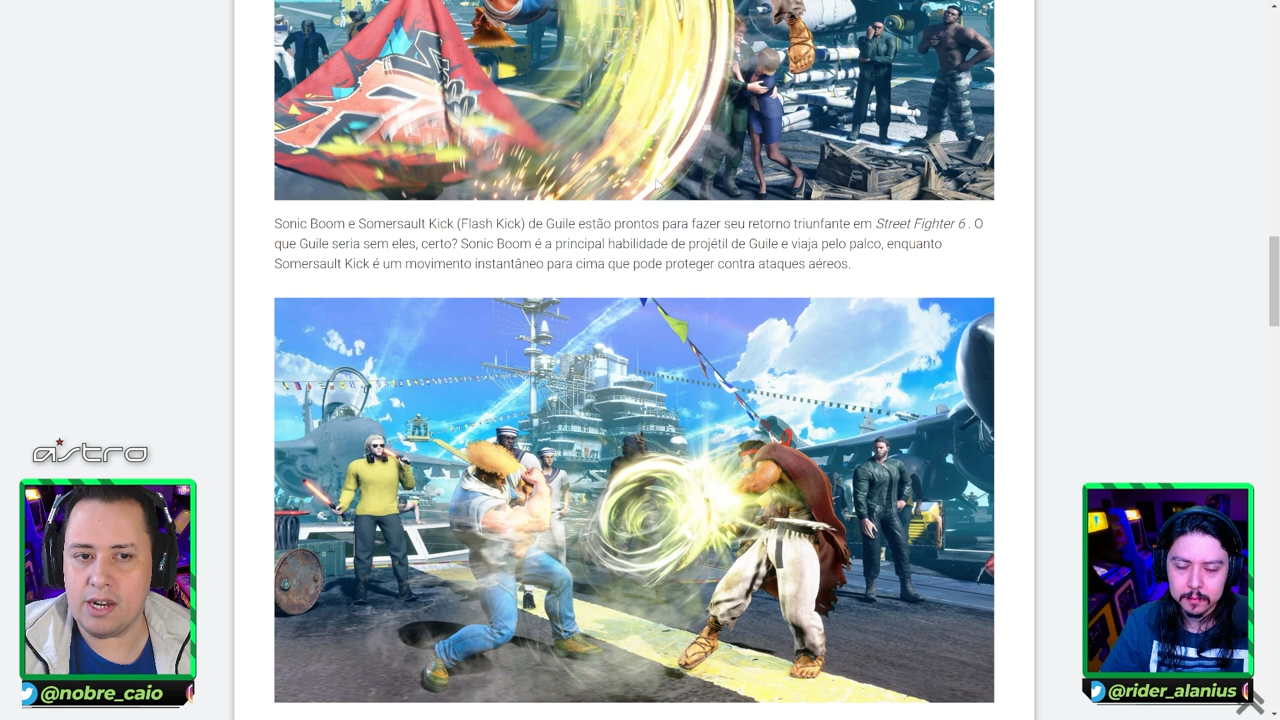 Sonic Boom e Somersault Kick (Flash Kick) de Guile estão prontos para fazer seu retorno triunfante em Street Fighter 6 . O
que Guile seria sem eles, certo? Sonic Boom é a principal habilidade de projétil de Guile e viaja pelo palco, enquanto
Somersault Kick é um movimento instantâneo para cima que pode proteger contra ataques aéreos.
astro
@nobre_caio
@rider_alanius